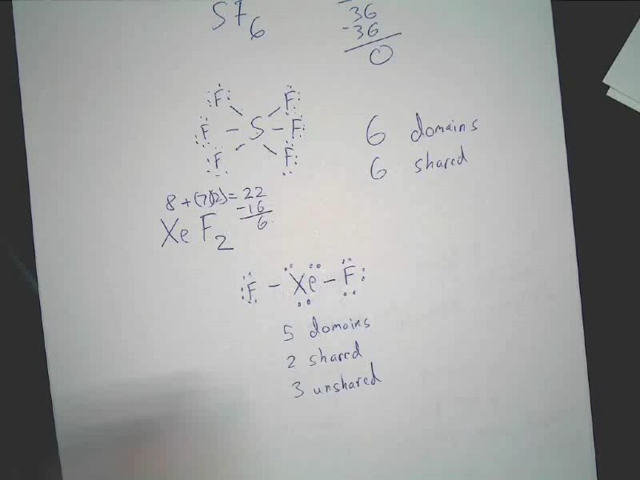 SF6
36
-36
0
F F
F - S - F
F F
6 domains
6 shared
8 + (7)(2) = 22
-16
6
XeF2
F - Xe - F
5 domains
2 shared
3 unshared